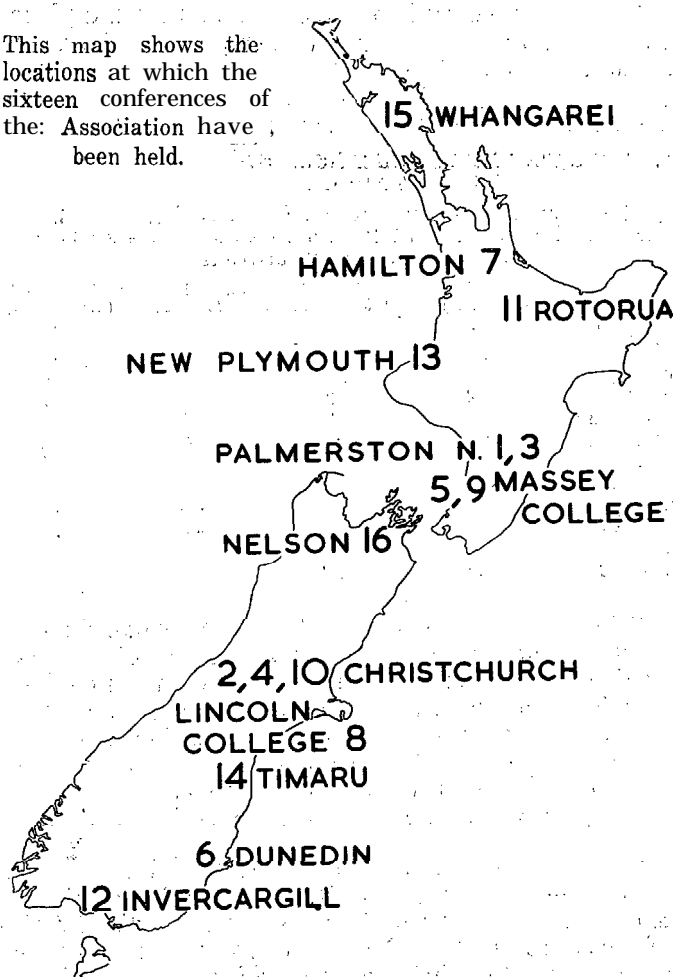 This map shows the
locations at which the
sixteen conferences of
the: Association have
been held.
15 WHANGAREI
HAMILTON 7
11 ROTORUA
NEW PLYMOUTH 13
PALMERSTON N. 1,3
5,9 MASSEY
COLLEGE
NELSON 16
2,4,10 CHRISTCHURCH
LINCOLN
COLLEGE 8
14 TIMARU
6 DUNEDIN
12 INVERCARGILL